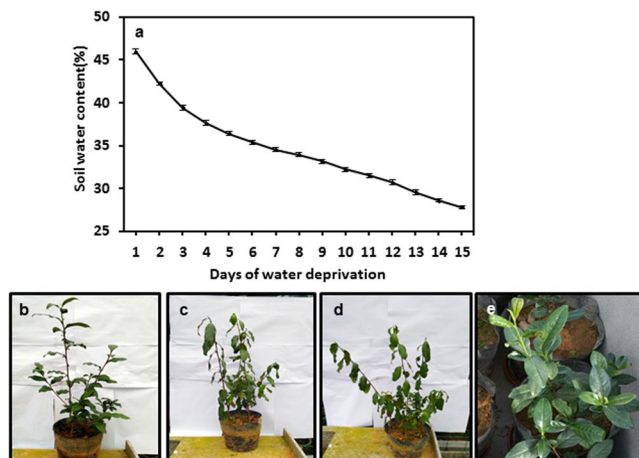 a
50
45
40
35
30
25
Soil water content(%)
1 2 3 4 5 6 7 8 9 10 11 12 13 14 15
Days of water deprivation
b
c
d
e